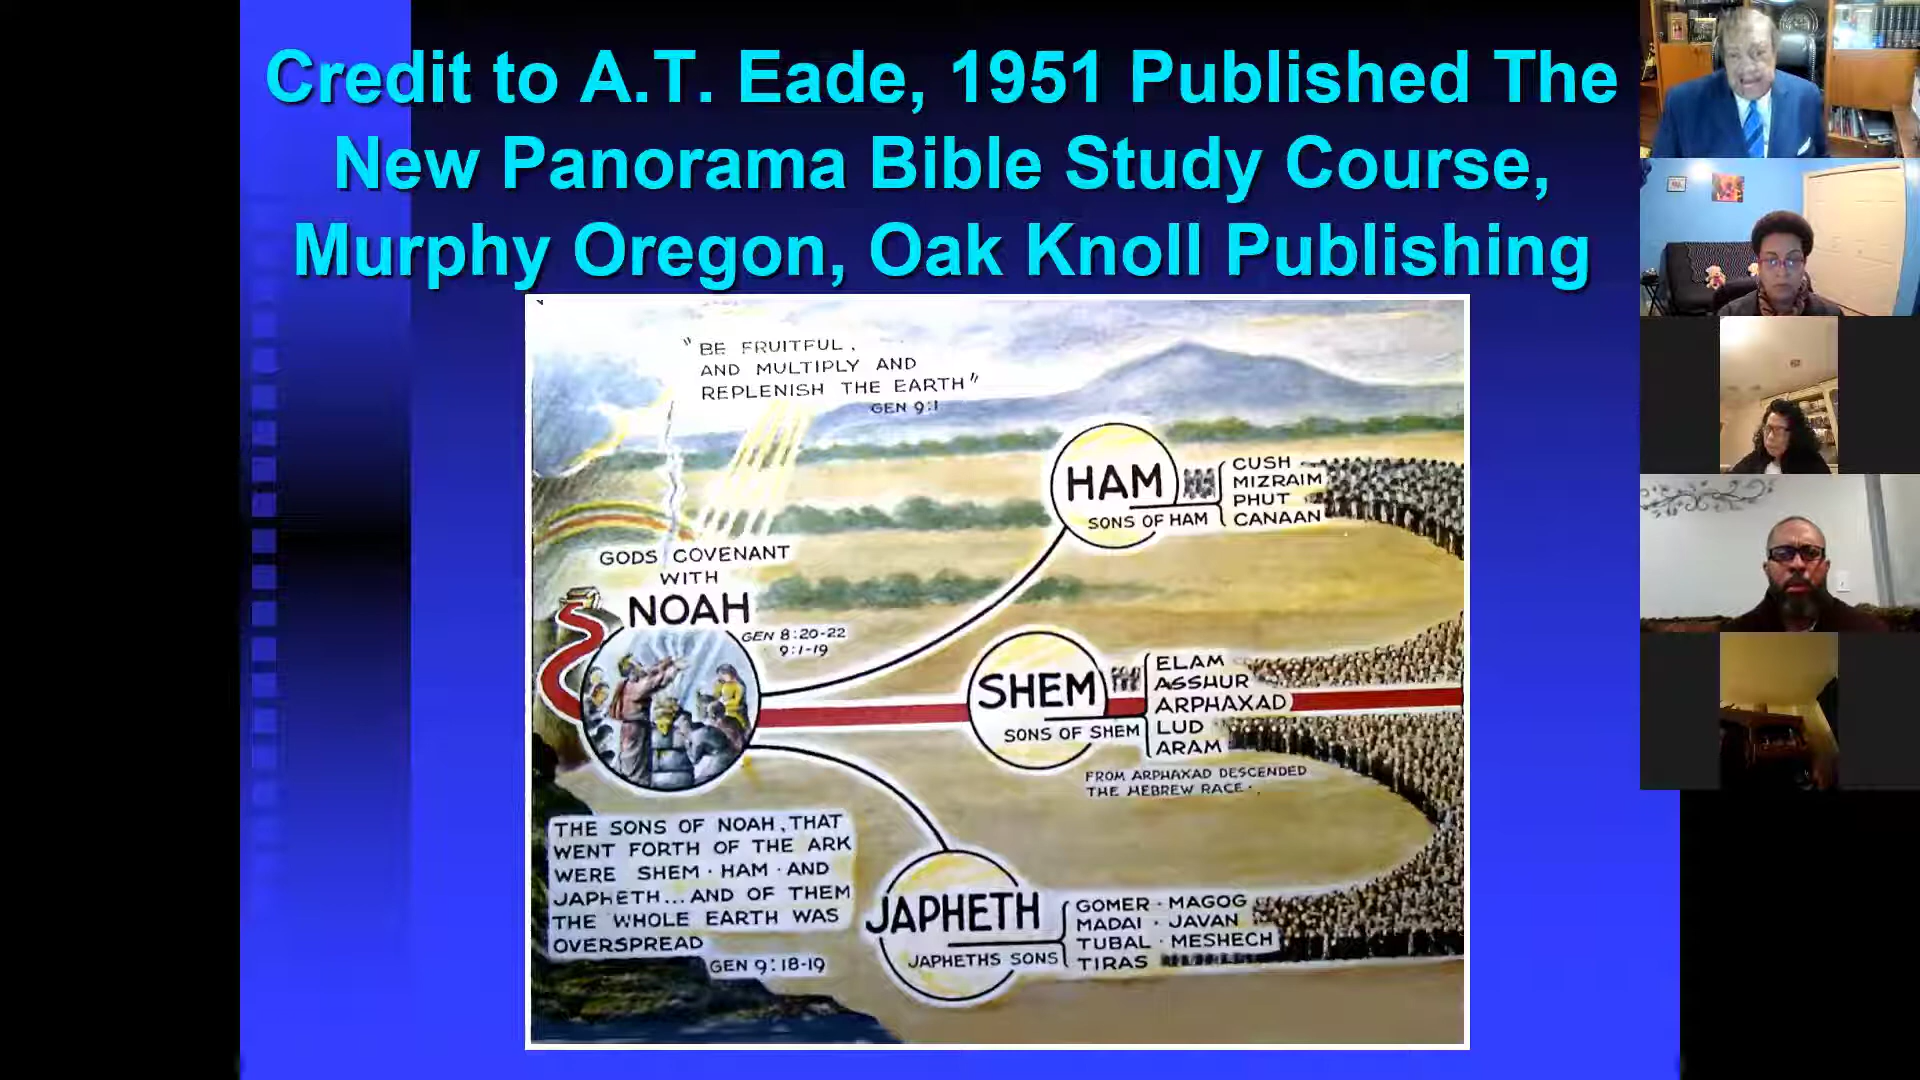 Credit to A.T. Eade, 1951 Published The
New Panorama Bible Study Course,
Murphy Oregon, Oak Knoll Publishing
"BE FRUITFUL,
AND MULTIPLY AND
REPLENISH THE EARTH"
GEN 9:1
HAM
SONS OF HAM
CUSH
MIZRAIM
PHUT
CANAAN
GODS COVENANT
WITH
NOAH
GEN 8:20-22
9:1-19
SHEM
SONS OF SHEM
ELAM
ASSHUR
ARPHAXAD
LUD
ARAM
FROM ARPHAXAD DESCENDED
THE HEBREW RACE.
THE SONS OF NOAH, THAT
WENT FORTH OF THE ARK
WERE SHEM · HAM · AND
JAPHETH... AND OF THEM
THE WHOLE EARTH WAS
OVERSPREAD
GEN 9:18-19
JAPHETH
JAPHETHS SONS
GOMER · MAGOG
MADAI · JAVAN
TUBAL · MESHECH
TIRAS